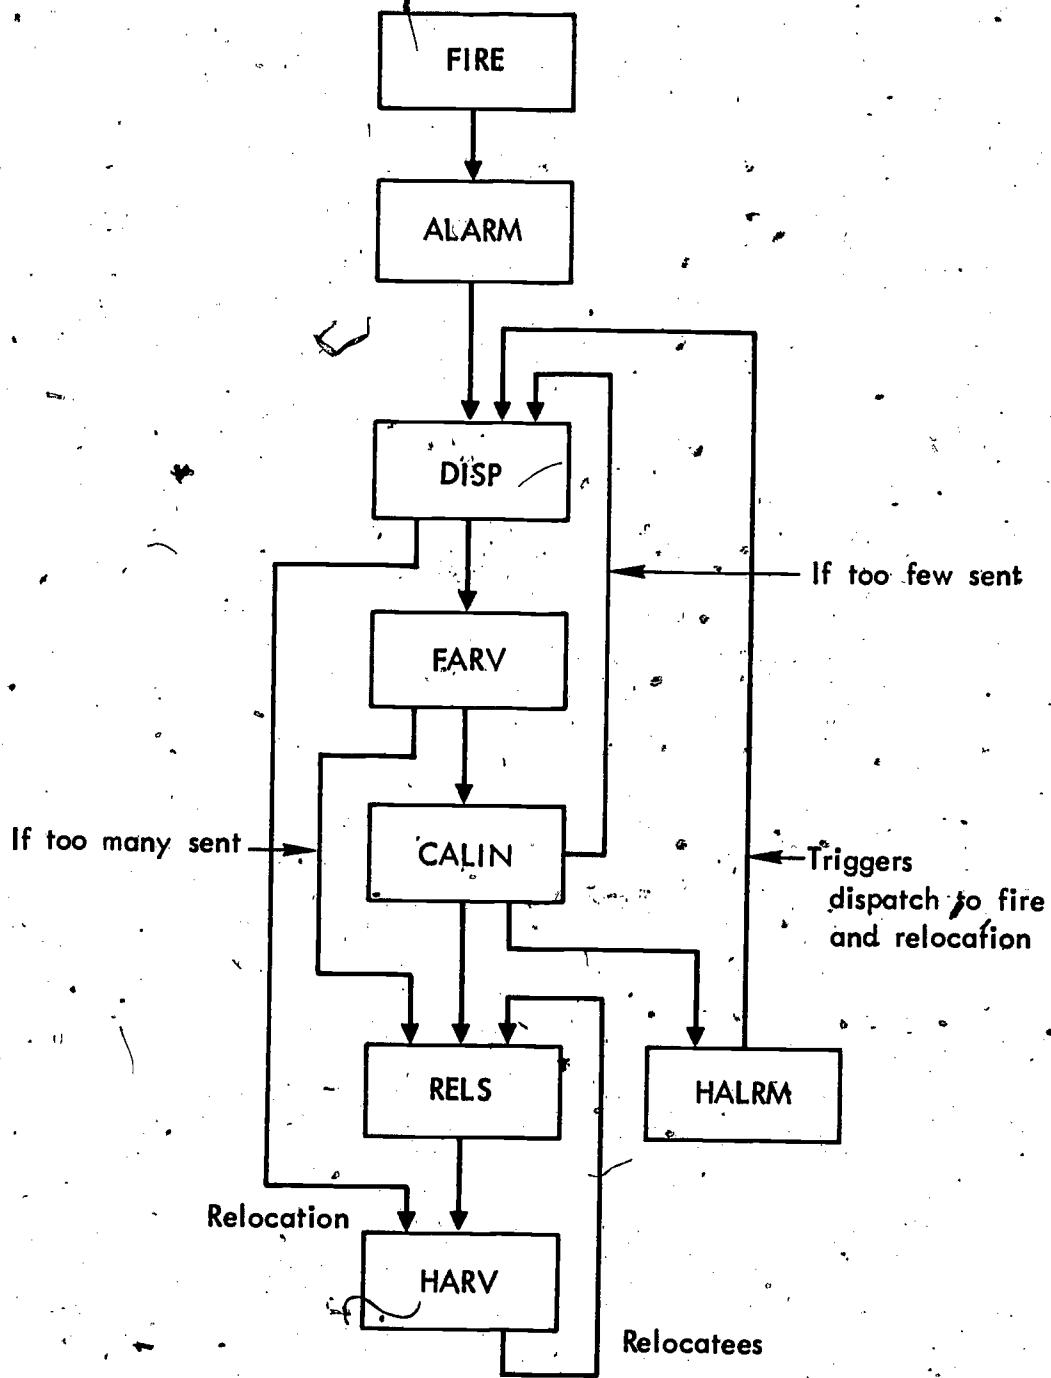 FIRE
ALARM
DISP
If too few sent
FARV
If too many sent
CALIN
Triggers
dispatch to fire
and relocation
RELS
HALRM
Relocation
HARV
Relocatees